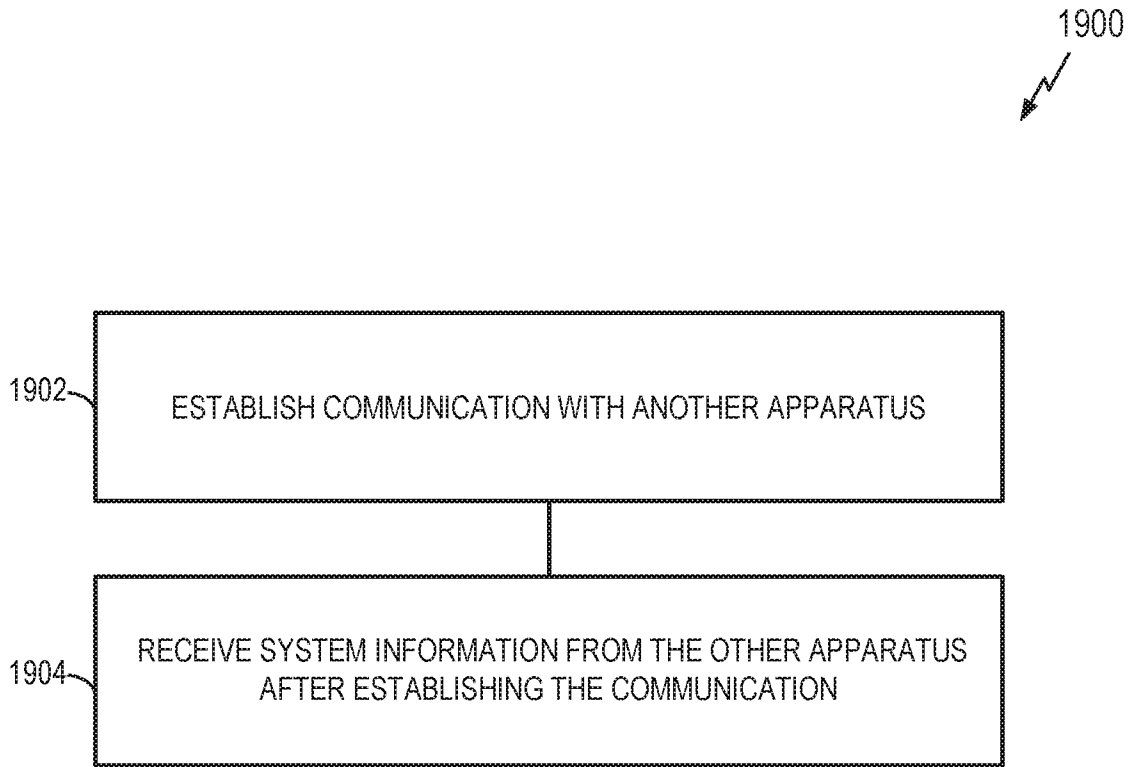 1900
1902
ESTABLISH COMMUNICATION WITH ANOTHER APPARATUS
1904
RECEIVE SYSTEM INFORMATION FROM THE OTHER APPARATUS
AFTER ESTABLISHING THE COMMUNICATION